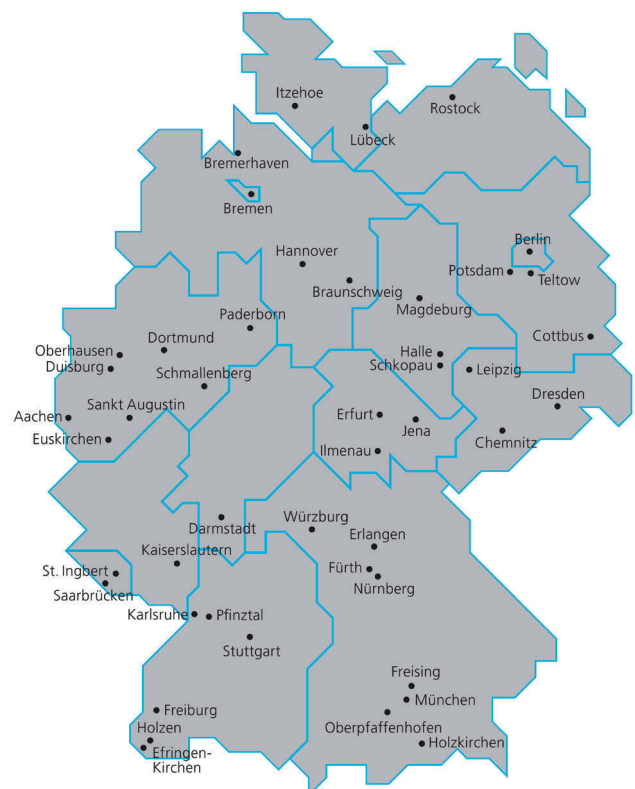 Itzehoe
Rostock
Lübeck
Bremerhaven
Bremen
Berlin
Hannover
Potsdam
Teltow
Braunschweig
Magdeburg
Paderborn
Cottbus
Dortmund
Oberhausen
Halle
Duisburg
Schkopau
Leipzig
Schmallenberg
Dresden
Aachen
Sankt Augustin
Erfurt
Jena
Euskirchen
Chemnitz
Ilmenau
Darmstadt
Würzburg
Erlangen
Kaiserslautern
St. Ingbert
Fürth
Saarbrücken
Nürnberg
Karlsruhe
Pfinztal
Stuttgart
Freising
München
Freiburg
Oberpfaffenhofen
Holzen
Holzkirchen
Efringen-
Kirchen